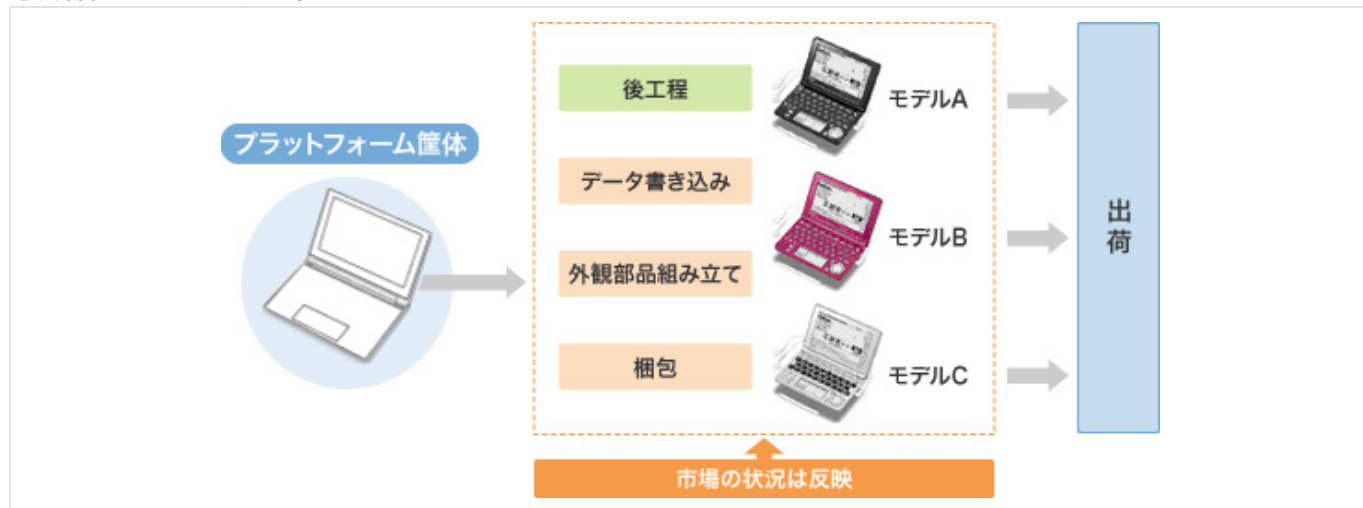 プラットフォーム筐体
後工程
データ書き込み
外観部品組み立て
梱包
モデルA
モデルB
モデルC
出荷
市場の状況は反映